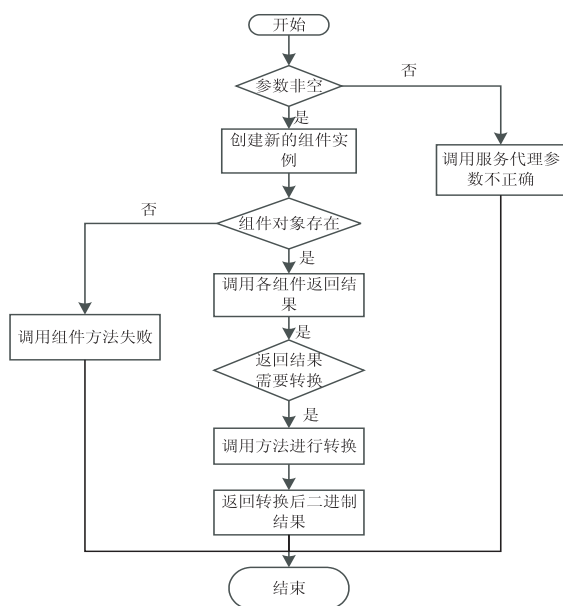 开始
参数非空
否
是
创建新的组件实
例
调用服务代理参
数不正确
否
组件对象存在
是
调用各组件返回结
果
调用组件方法失败
是
返回结果
需要转换
是
调用方法进行转换
返回转换后二进制
结果
结束